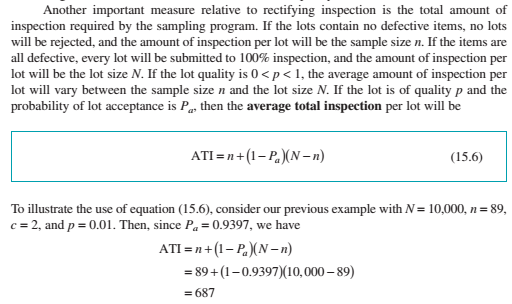 Another important measure relative to rectifying inspection is the total amount of
inspection required by the sampling program. If the lots contain no defective items, no lots
will be rejected, and the amount of inspection per lot will be the sample size n. If the items are
all defective, every lot will be submitted to 100% inspection, and the amount of inspection per
lot will be the lot size N. If the lot quality is 0 < p < 1, the average amount of inspection per
lot will vary between the sample size n and the lot size N. If the lot is of quality p and the
probability of lot acceptance is Pₐ, then the average total inspection per lot will be
ATI = n + (1 – Pₐ)(N – n) (15.6)
To illustrate the use of equation (15.6), consider our previous example with N = 10,000, n = 89,
c = 2, and p = 0.01. Then, since Pₐ = 0.9397, we have
ATI = n + (1 – Pₐ)(N – n)
= 89 + (1 – 0.9397)(10,000 – 89)
= 687